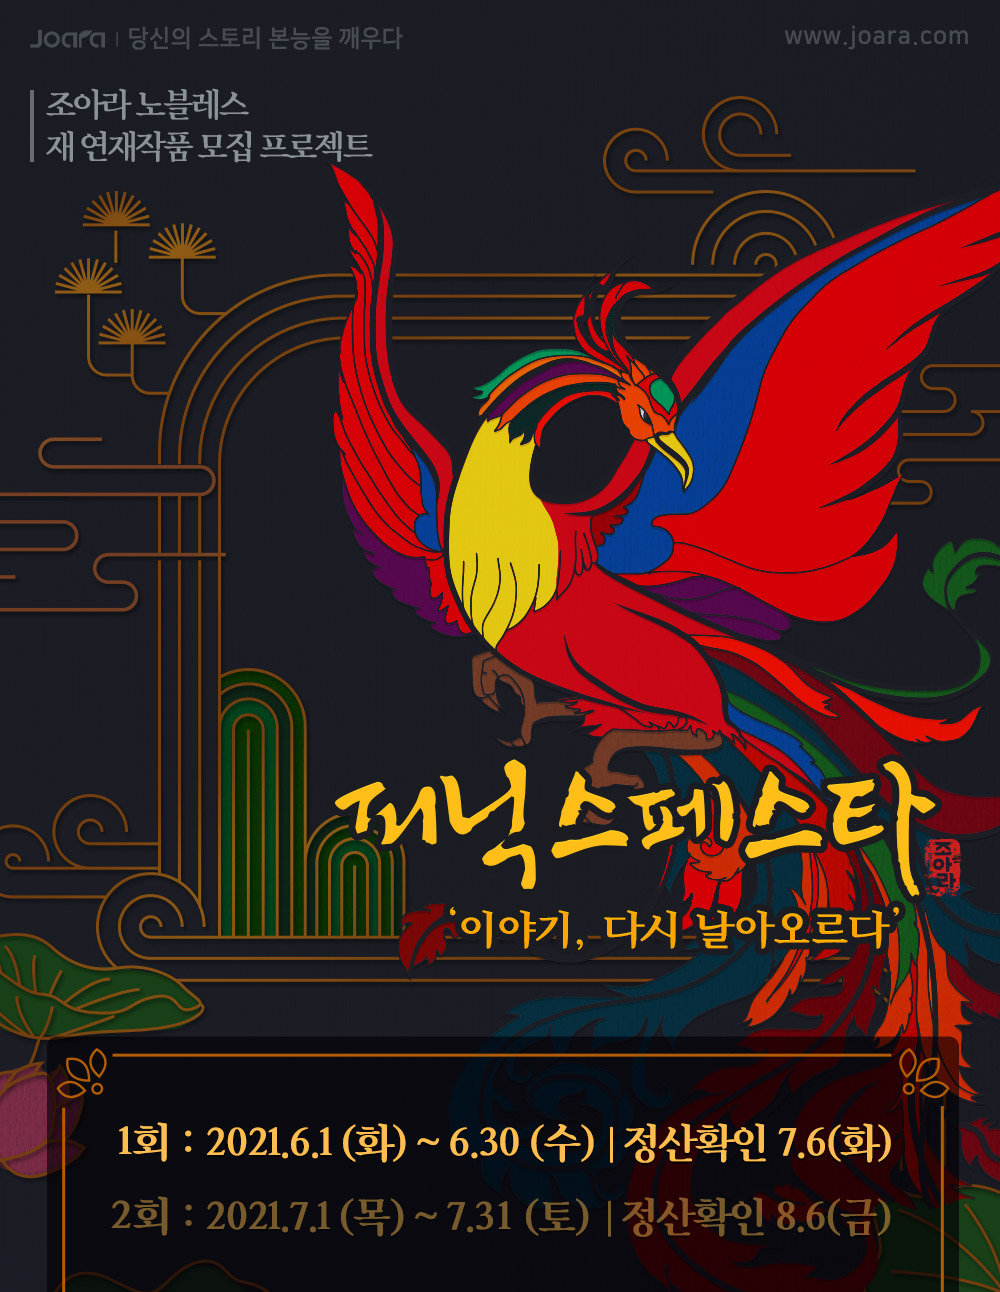 Joara | 당신의 스토리 본능을 깨우다
www.joara.com
조아라 노블레스
재 연재작품 모집 프로젝트
피닉스페스타
조아라
‘이야기, 다시 날아오르다’
1회 : 2021.6.1 (화) ~ 6.30 (수) | 정산확인 7.6(화)
2회 : 2021.7.1 (목) ~ 7.31 (토) | 정산확인 8.6(금)